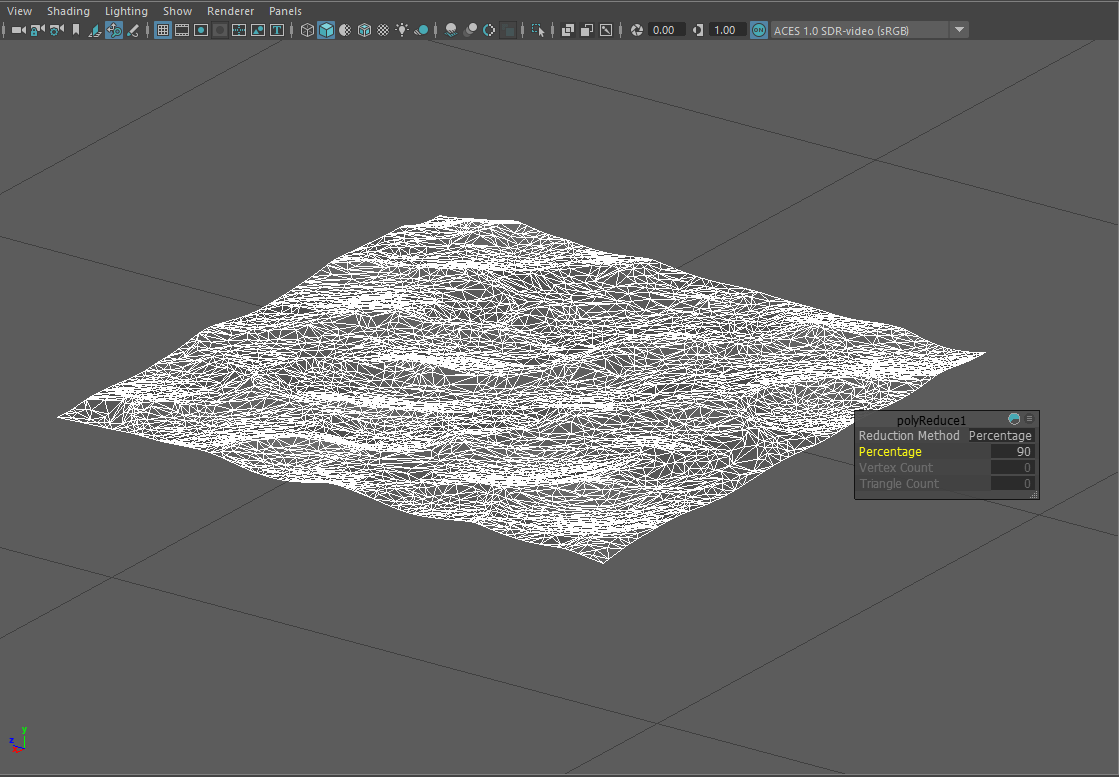 View Shading Lighting Show Renderer Panels
0.00 1.00 ON ACES 1.0 SDR-video (sRGB)
polyReduce1
Reduction Method Percentage
Percentage 90
Vertex Count 0
Triangle Count 0
y
z